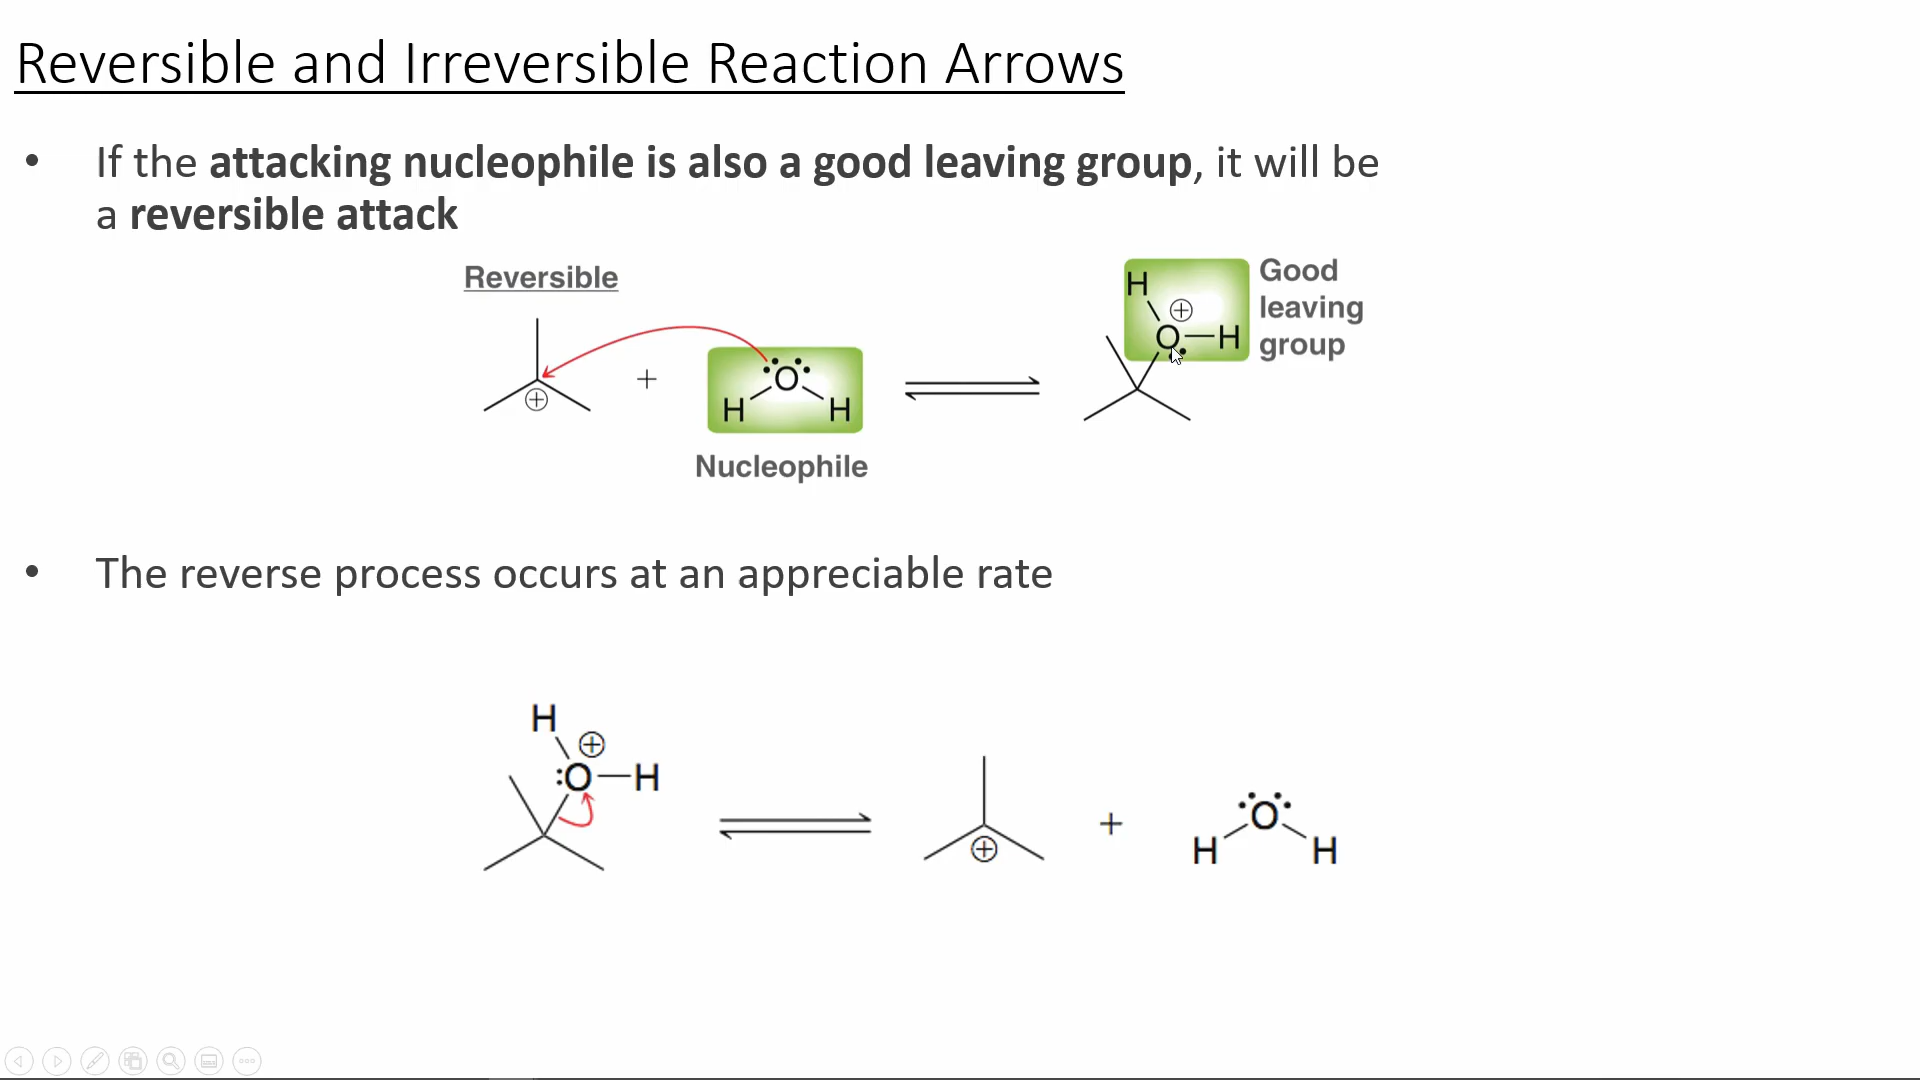 Reversible and Irreversible Reaction Arrows
• If the attacking nucleophile is also a good leaving group, it will be
a reversible attack
Reversible
⊕
+
H O H
Nucleophile
H
⊕
O H
Good
leaving
group
• The reverse process occurs at an appreciable rate
H
⊕
:O H
⊕
+
H O H